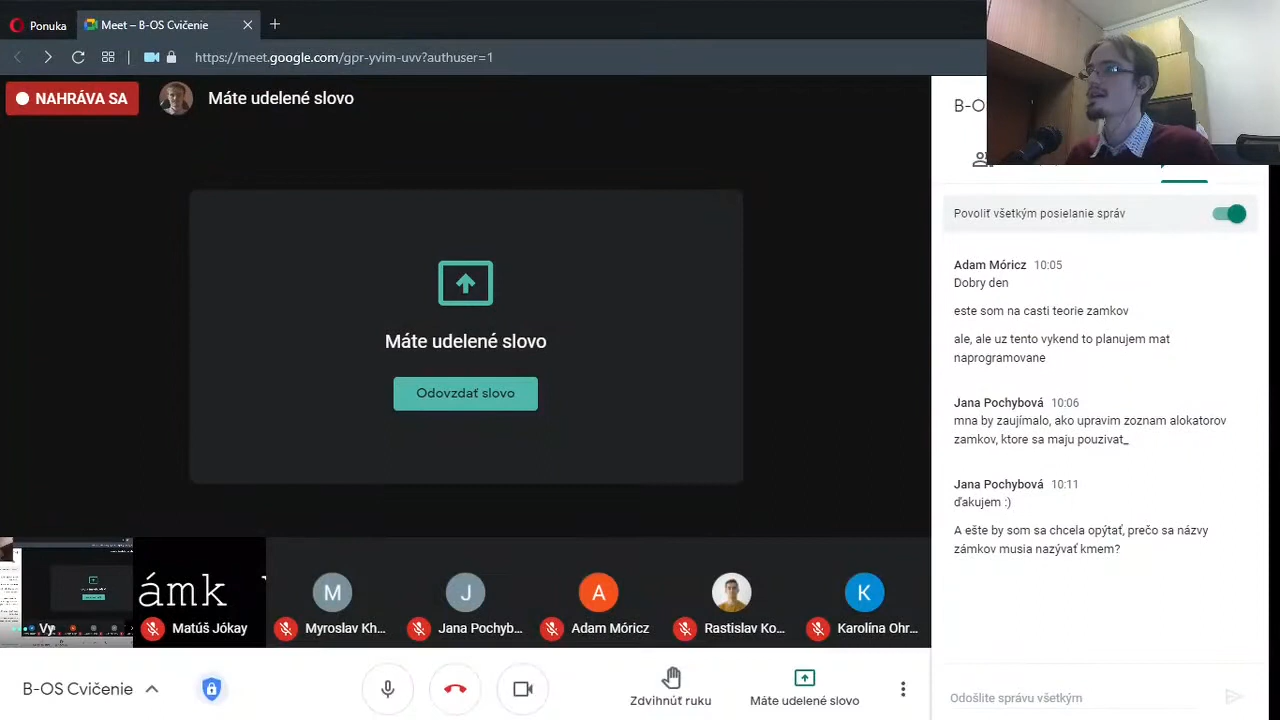 Ponuka
Meet – B-OS Cvičenie
https://meet.google.com/gpr-yvim-uvv?authuser=1
NAHRÁVA SA
Máte udelené slovo
B-O
Povoliť všetkým posielanie správ
Máte udelené slovo
Odovzdať slovo
Adam Móricz 10:05
Dobry den
este som na casti teorie zamkov
ale, ale uz tento vykend to planujem mat
naprogramovane
Jana Pochybová 10:06
mna by zaujímalo, ako upravim zoznam alokatorov
zamkov, ktore sa maju pouzivat_
Jana Pochybová 10:11
ďakujem :)
A ešte by som sa chcela opýtať, prečo sa názvy
zámkov musia nazývať kmem?
ámk
M
J
A
K
Vy
Matúš Jókay
Myroslav Kh...
Jana Pochyb...
Adam Móricz
Rastislav Ko...
Karolína Ohr...
B-OS Cvičenie
Zdvihnúť ruku
Máte udelené slovo
Odošlite správu všetkým